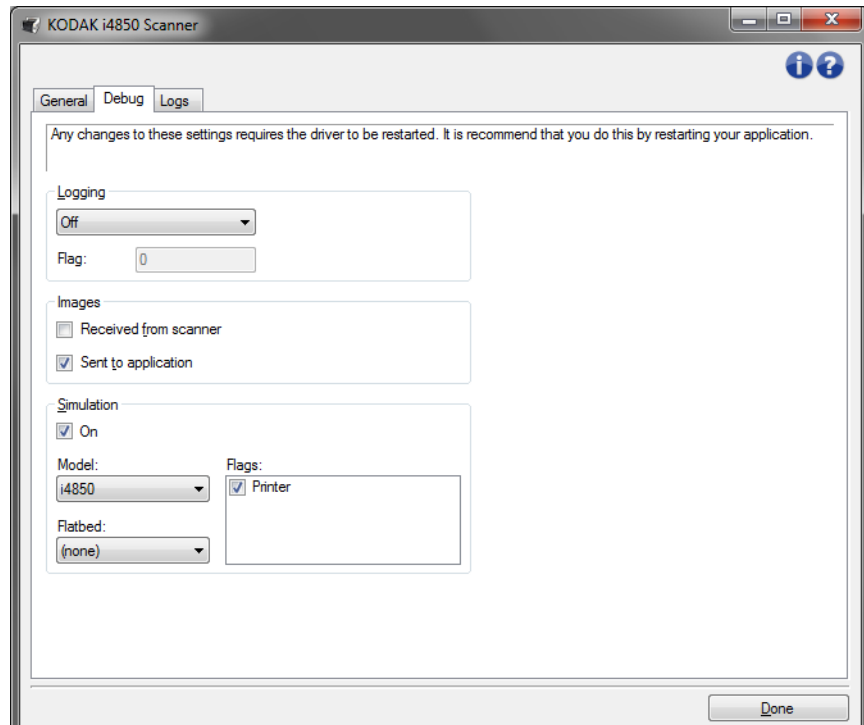 KODAK i4850 Scanner
General Debug Logs
Any changes to these settings requires the driver to be restarted. It is recommend that you do this by restarting your application.
Logging
Off
Flag: 0
Images
Received from scanner
Sent to application
Simulation
On
Model: Flags:
i4850 Printer
Flatbed:
(none)
Done